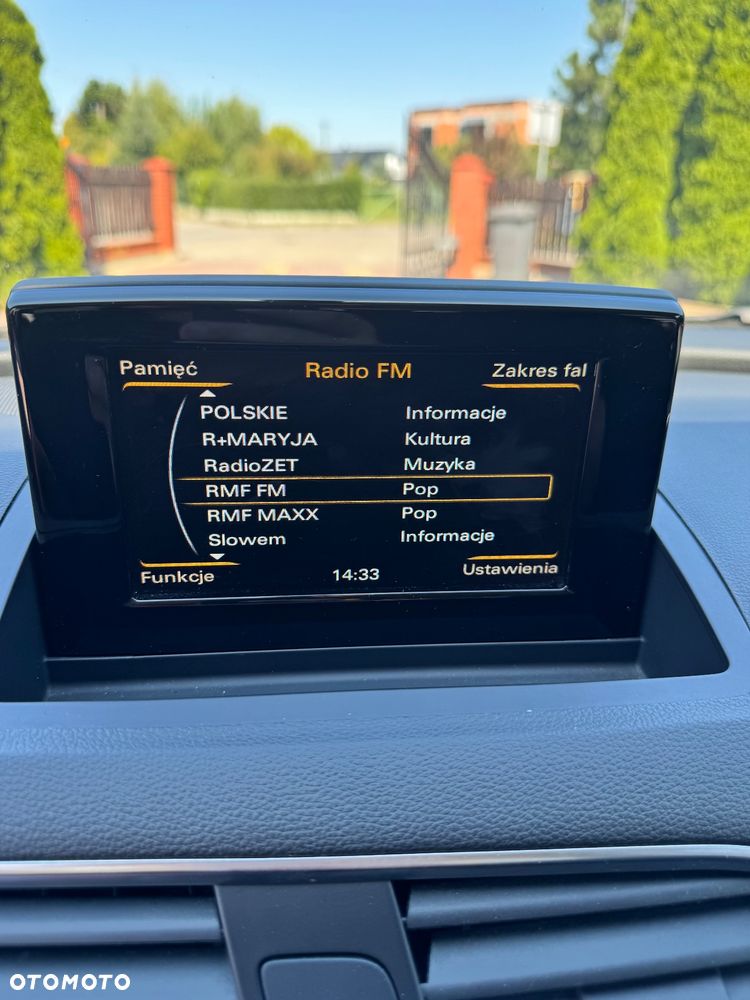 Pamięć Radio FM Zakres fal
POLSKIE Informacje
R+MARYJA Kultura
RadioZET Muzyka
RMF FM Pop
RMF MAXX Pop
Slowem Informacje
Funkcje 14:33 Ustawienia
OTOMOTO